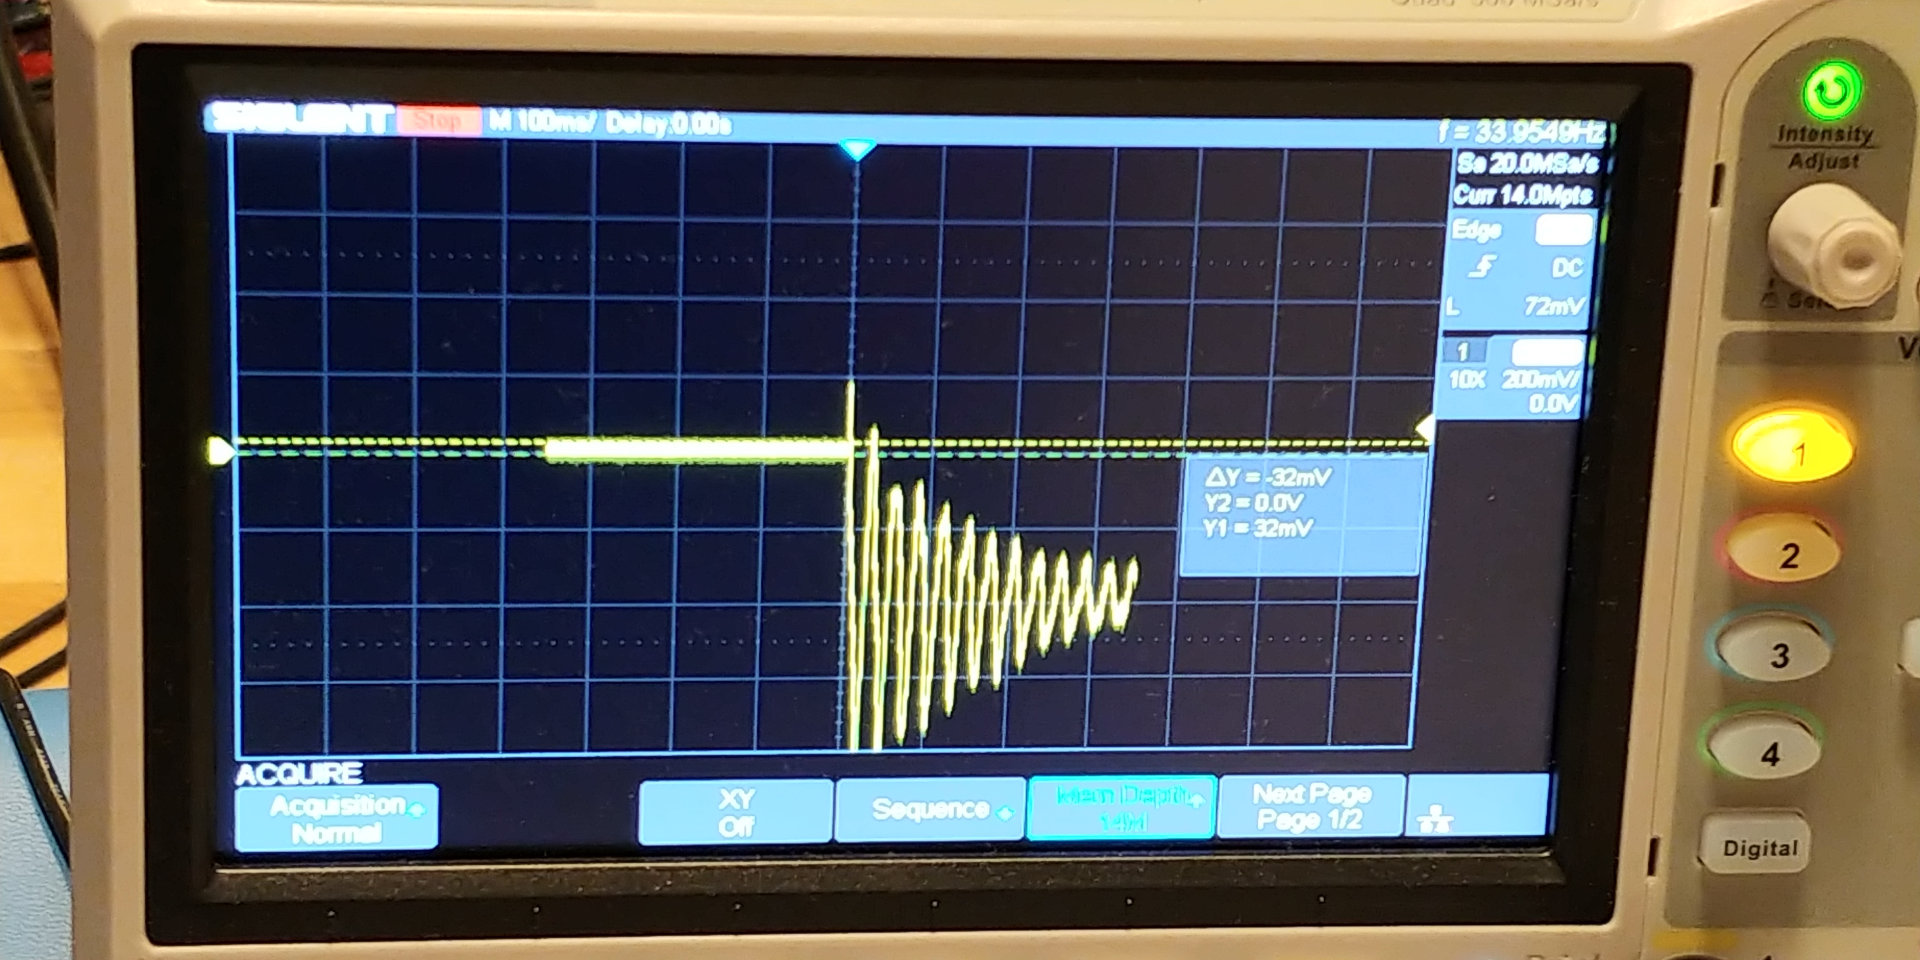 SIGLENT Stop M 100ms/ Delay:0.00s f = 33.9549Hz
Sa 20.0MSa/s
Curr 14.0Mpts
Edge
DC
L 72mV
1
10X 200mV/
0.0V
ΔY = -32mV
Y2 = 0.0V
Y1 = 32mV
ACQUIRE
Acquisition
Normal
XY
Off
Sequence
Mem Depth
14M
Next Page
Page 1/2
Intensity
Adjust
1
2
3
4
Digital